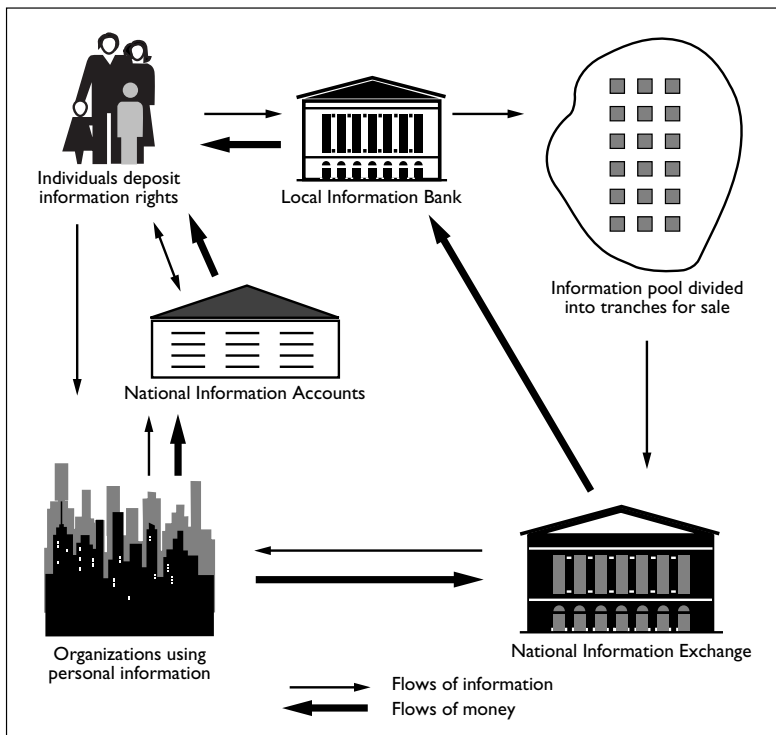 Individuals deposit
information rights
Local Information Bank
Information pool divided
into tranches for sale
National Information Accounts
Organizations using
personal information
National Information Exchange
Flows of information
Flows of money